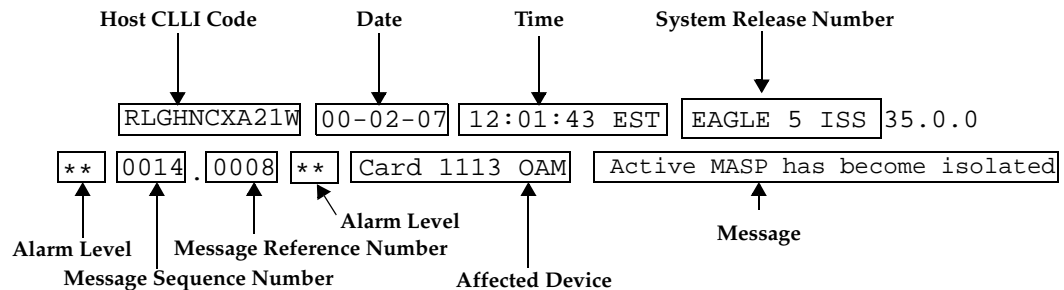 Host CLLI Code Date Time System Release Number
RLGHNCXA21W 00-02-07 12:01:43 EST EAGLE 5 ISS 35.0.0
** 0014.0008 ** Card 1113 OAM Active MASP has become isolated
Alarm Level
Alarm Level Message Reference Number Message
Message Sequence Number Affected Device